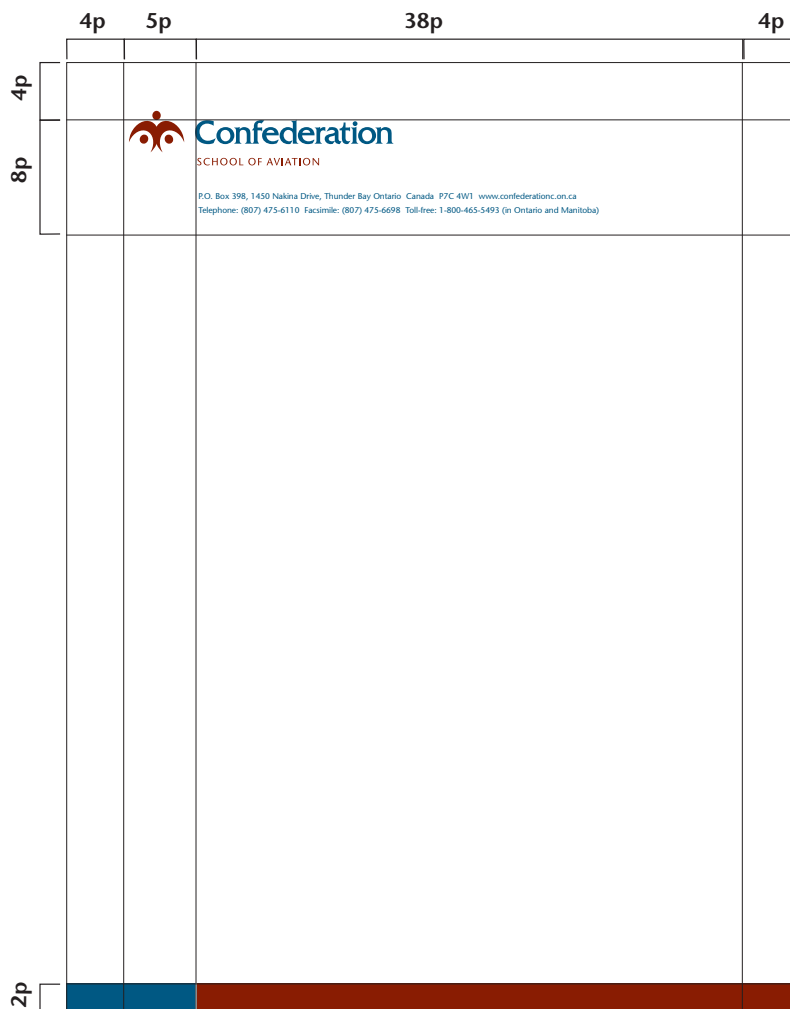 4p 5p 38p 4p
4p
8p
Confederation
SCHOOL OF AVIATION
P.O. Box 398, 1450 Nakina Drive, Thunder Bay Ontario Canada P7C 4W1 www.confederationc.on.ca
Telephone: (807) 475-6110 Facsimile: (807) 475-6698 Toll-free: 1-800-465-5493 (in Ontario and Manitoba)
2p